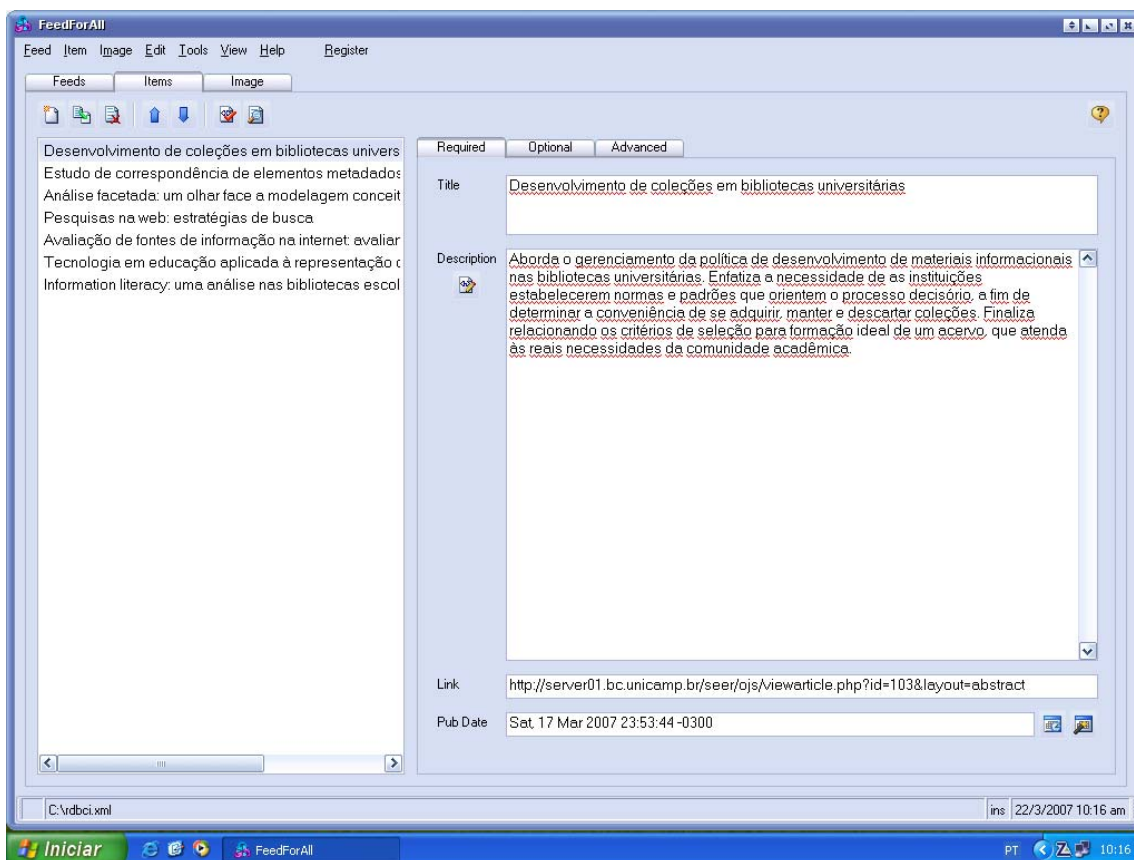 FeedForAll
Feed Item Image Edit Tools View Help Register
Feeds Items Image
Desenvolvimento de coleções em bibliotecas univers
Estudo de correspondência de elementos metadados
Análise facetada: um olhar face a modelagem conceit
Pesquisas na web: estratégias de busca
Avaliação de fontes de informação na internet: avaliar
Tecnologia em educação aplicada à representação c
Information literacy: uma análise nas bibliotecas escol
Required Optional Advanced
Title
Desenvolvimento de coleções em bibliotecas universitárias
Description
Aborda o gerenciamento da política de desenvolvimento de materiais informacionais
nas bibliotecas universitárias. Enfatiza a necessidade de as instituições
estabelecerem normas e padrões que orientem o processo decisório, a fim de
determinar a conveniência de se adquirir, manter e descartar coleções. Finaliza
relacionando os critérios de seleção para formação ideal de um acervo, que atenda
às reais necessidades da comunidade acadêmica.
Link
http://server01.bc.unicamp.br/seer/ojs/viewarticle.php?id=103&layout=abstract
Pub Date
Sat, 17 Mar 2007 23:53:44 -0300
C:\rdbci.xml
ins 22/3/2007 10:16 am
Iniciar FeedForAll PT 10:16